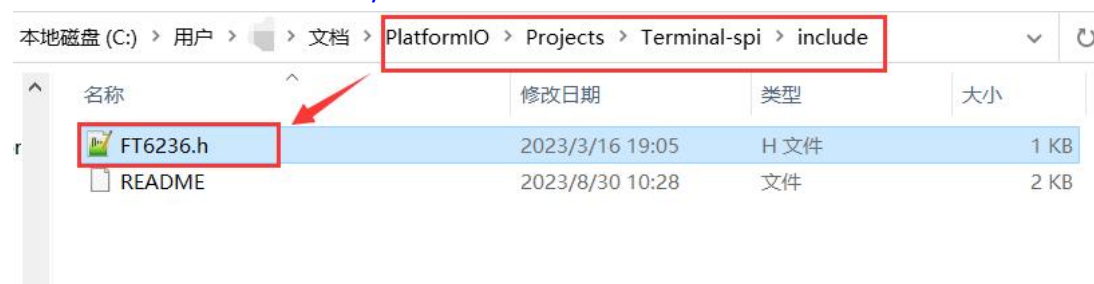 本地磁盘 (C:) > 用户 > > 文档 > PlatformIO > Projects > Terminal-spi > include
名称 修改日期 类型 大小
FT6236.h 2023/3/16 19:05 H 文件 1 KB
README 2023/8/30 10:28 文件 2 KB